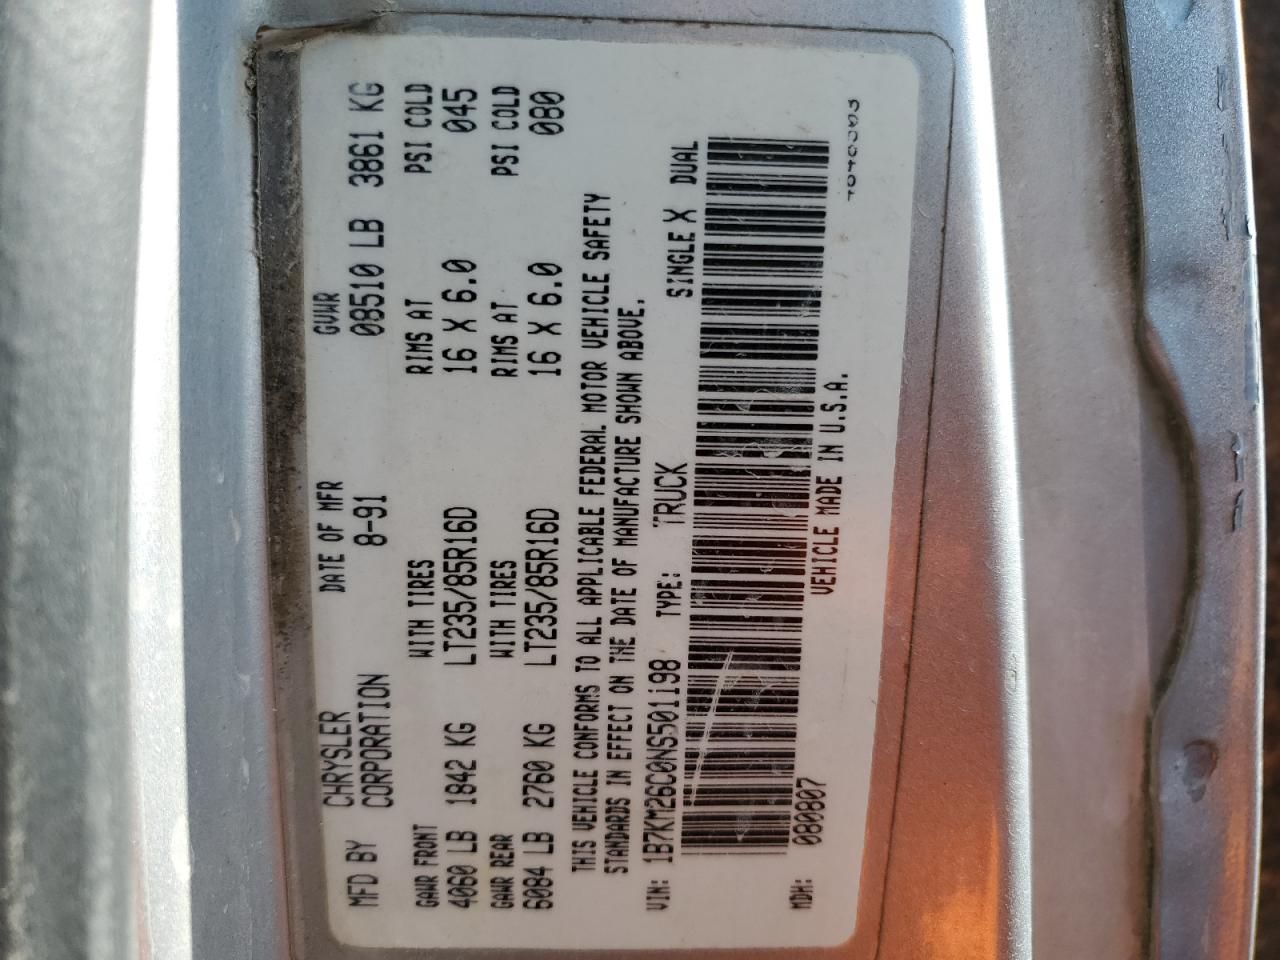 MFD BY CHRYSLER CORPORATION DATE OF MFR 8-91 GVWR 08510 LB 3861 KG
GAWR FRONT WITH TIRES RIMS AT PSI COLD
4060 LB 1842 KG LT235/85R16D 16 X 6.0 045
GAWR REAR WITH TIRES RIMS AT PSI COLD
6084 LB 2760 KG LT235/85R16D 16 X 6.0 080
THIS VEHICLE CONFORMS TO ALL APPLICABLE FEDERAL MOTOR VEHICLE SAFETY
STANDARDS IN EFFECT ON THE DATE OF MANUFACTURE SHOWN ABOVE.
VIN: 1B7KM26C0NS501198 TYPE: TRUCK SINGLE X DUAL
MDH: 080807 VEHICLE MADE IN U.S.A.